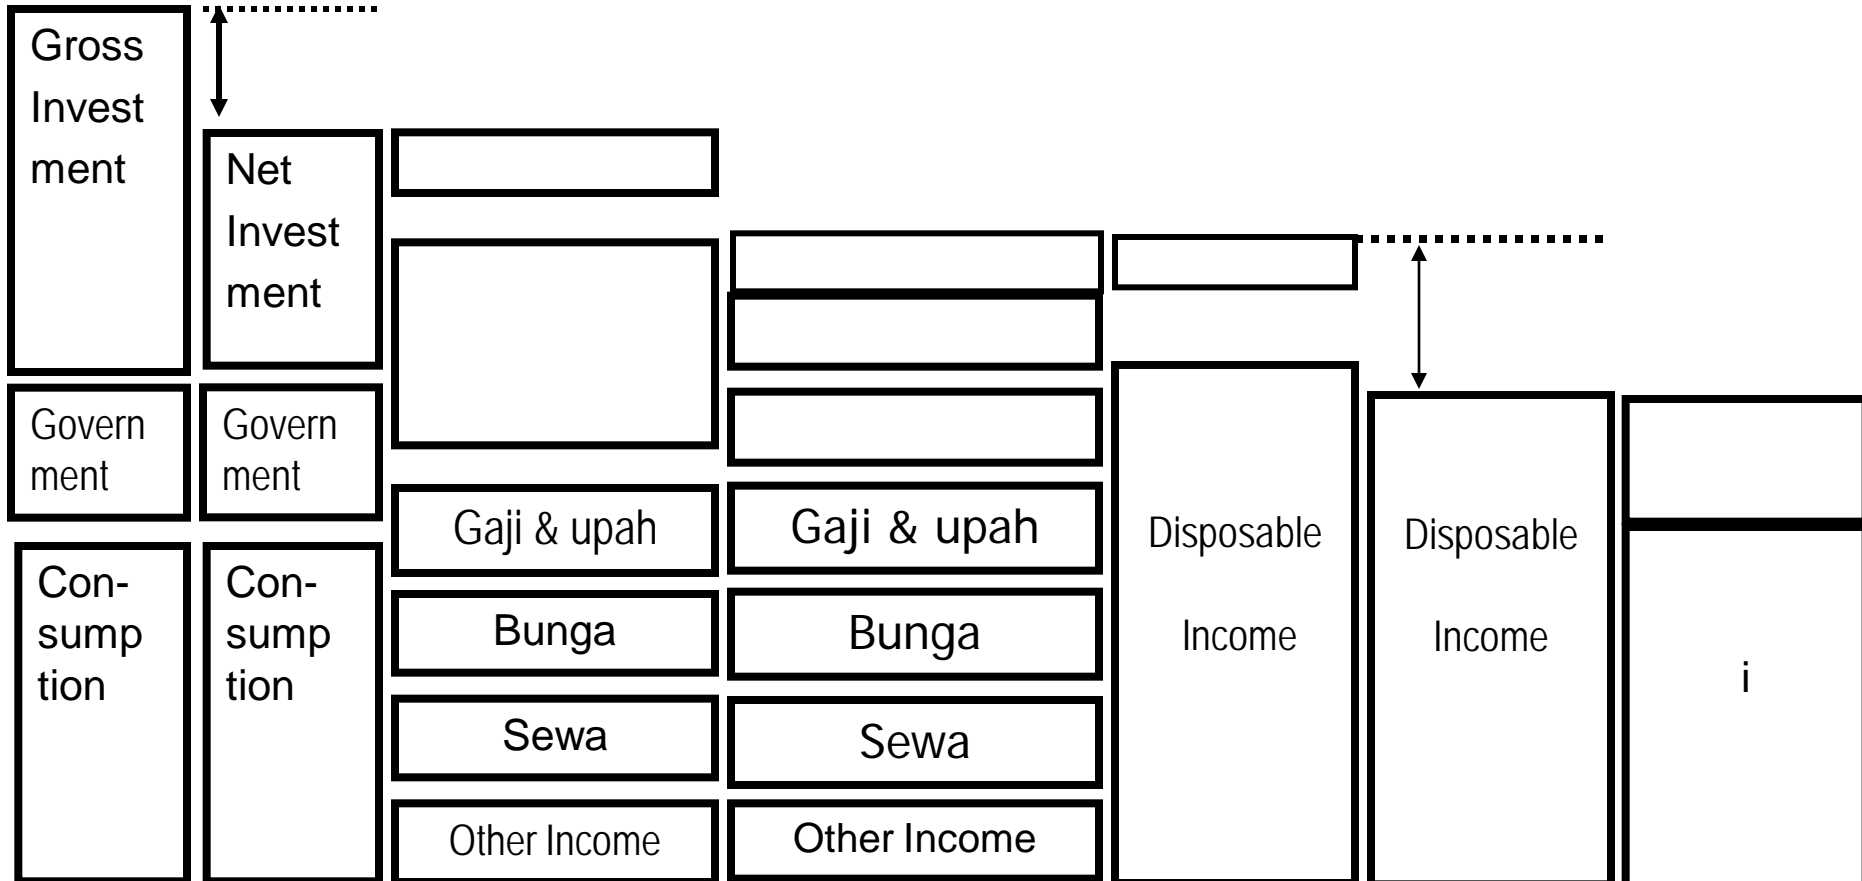 Gross
Invest
ment
Govern
ment
Con-
sump
tion
Net
Invest
ment
Govern
ment
Con-
sump
tion
Gaji & upah
Bunga
Sewa
Other Income
Gaji & upah
Bunga
Sewa
Other Income
Disposable
Income
Disposable
Income
i